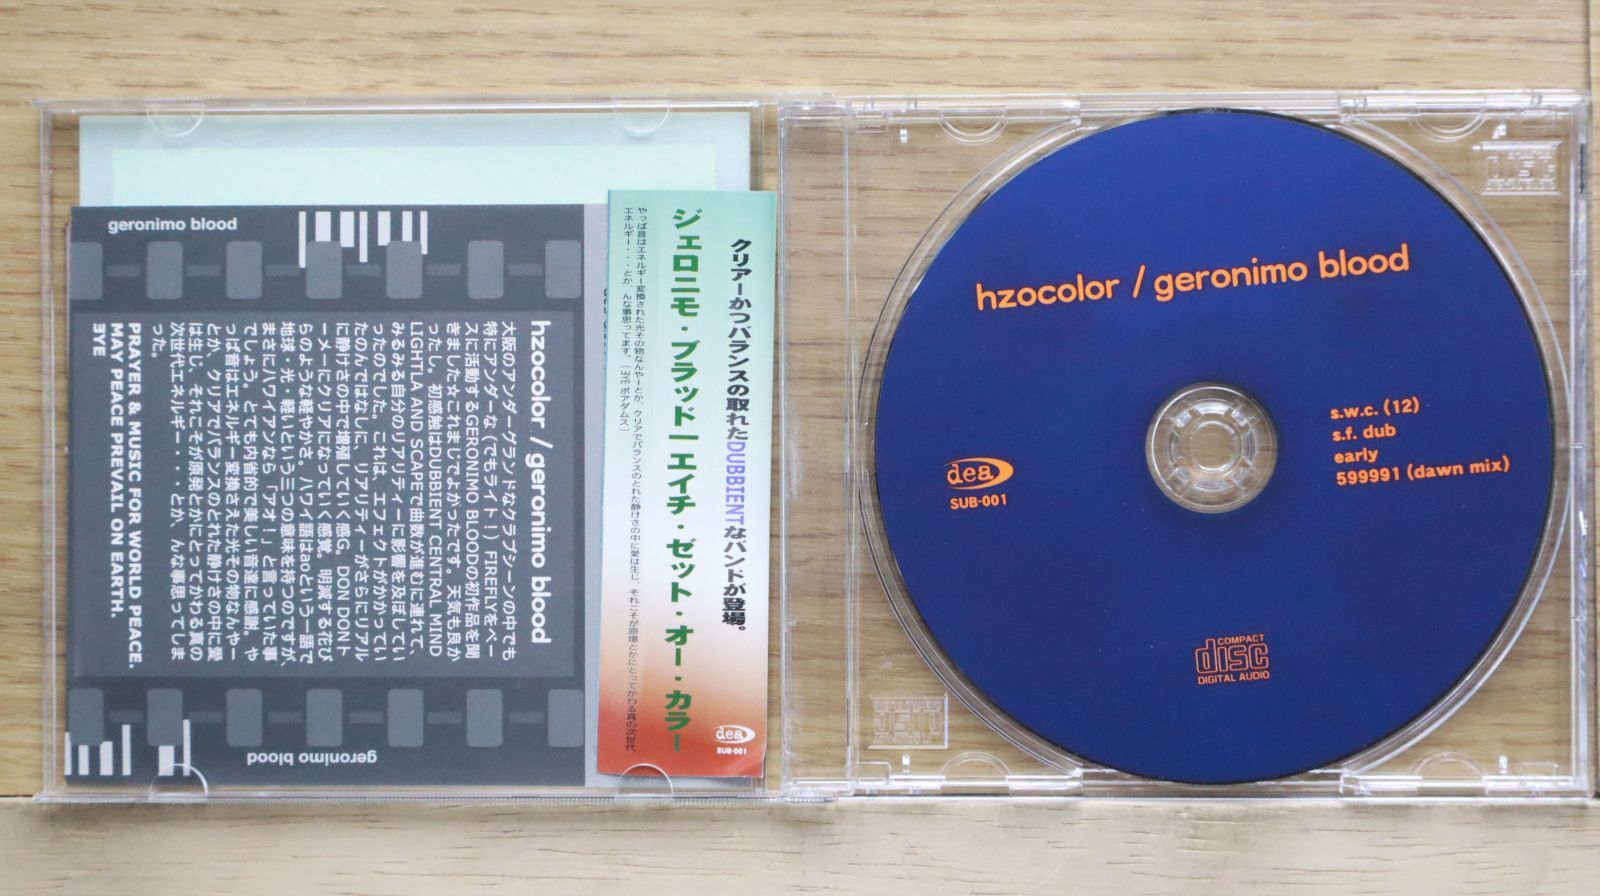 geronimo blood
hzocolor / geronimo blood
大阪のアンダーグランドなクラブシーンの中でも
特にアンダーな (でもライト！) FIREFLYをベー
スに活動するGERONIMO BLOODの初作品を聞
きました☆これまじでよかったです。天気も良か
ったし。初感触はDUBBIENT CENTRAL MIND
LIGHTLA AND SCAPEで曲数が進むに連れて、
みるみる自分のリアリティーに影響を及ぼしてい
ったのでした。これは、エフェクトがかかってい
たのんではなしに、リアリティーがさらにリアル
に静けさの中で増殖していく感G。DON DONト
ーメーにクリアになっていく感覚。明滅する花び
らのような軽やかさ。ハワイ語はaoという一語で
地球・光・軽いという三つの意味を持つのですが、
まさにハワイアンなら「アオ！」と言っていた事
でしょう。とても内省的で美しい音達に感謝。や
っぱ音はエネルギー変換さえた光その物なんやー
とか、クリアでバランスのとれた静けさの中に愛
は生じ、それこそが原発とかにとってかわる真の
次世代エネルギー・・・とか、んな事思ってしま
った。
PRAYER & MUSIC FOR WORLD PEACE.
MAY PEACE PREVAIL ON EARTH.
ƎYE
geronimo blood
クリアーかつバランスの取れたDUBBIENTなバンドが登場。
ジェロニモ・ブラッド | エイチ・ゼット・オー・カラー
やっぱ音はエネルギー変換された光その物なんやーとか、クリアでバランスのとれた静けさの中に愛は生じ、それこそが原爆とかにとってかわる真の次世代
エネルギー・・・とか、んな事思ってます。(ƎYE ボアダムス)
dea
SUB-001
hzocolor / geronimo blood
s.w.c. (12)
s.f. dub
early
599991 (dawn mix)
dea
SUB-001
COMPACT
disc
DIGITAL AUDIO